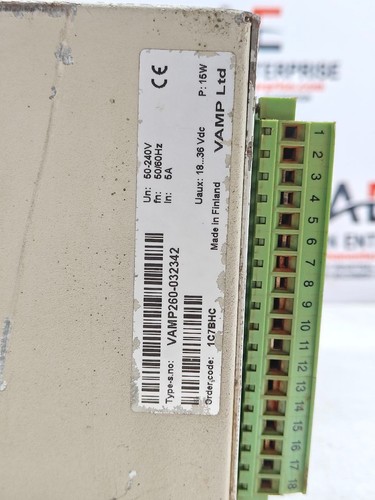 VAMP Ltd
P: 15W
CE
Un: 50-240V
fn: 50/60Hz
In: 5A
Uaux: 18...36 Vdc
Made in Finland
Type-s.no: VAMP260-032342
Order code: 1C7BHC
1
2
3
4
5
6
7
8
9
10
11
12
13
14
15
16
17
18
ERPRISE